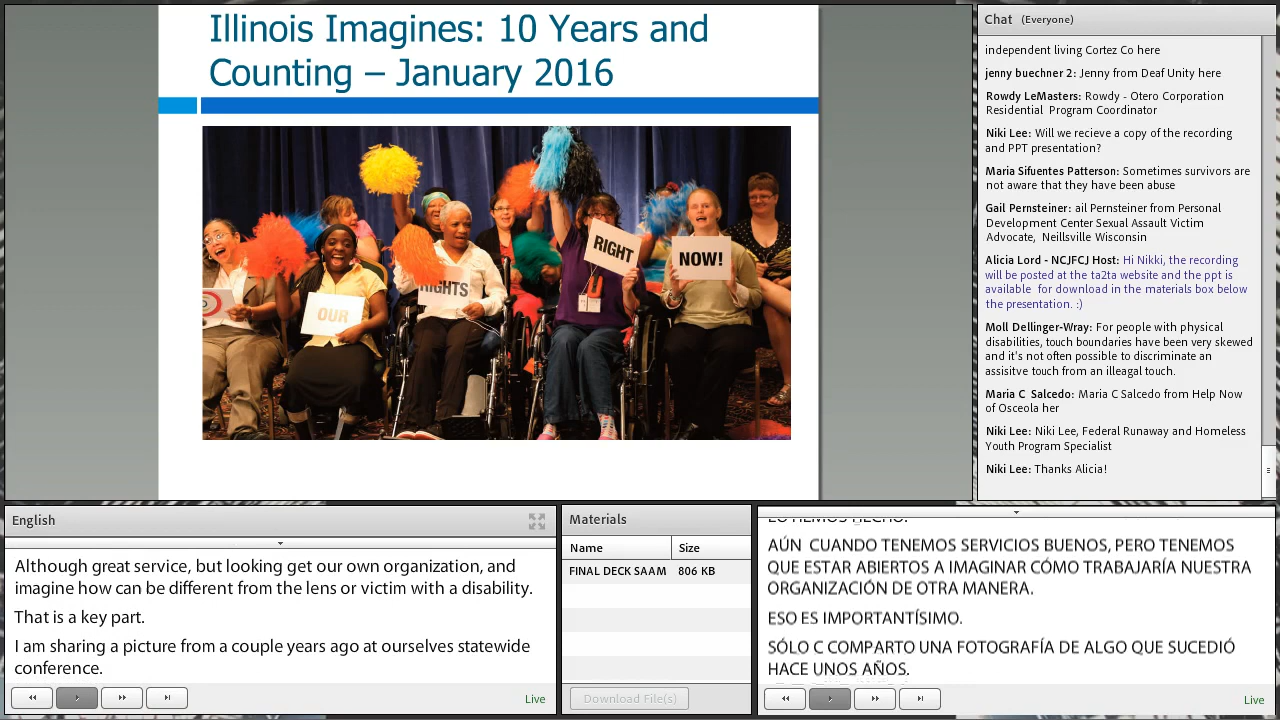 Illinois Imagines: 10 Years and
Counting – January 2016
OUR
RIGHTS
RIGHT
NOW!
Chat (Everyone)
independent living Cortez Co here
jenny buechner 2: Jenny from Deaf Unity here
Rowdy LeMasters: Rowdy - Otero Corporation
Residential Program Coordinator
Niki Lee: Will we recieve a copy of the recording
and PPT presentation?
Maria Sifuentes Patterson: Sometimes survivors are
not aware that they have been abuse
Gail Pernsteiner: ail Pernsteiner from Personal
Development Center Sexual Assault Victim
Advocate, Neillsville Wisconsin
Alicia Lord - NCJFCJ Host: Hi Nikki, the recording
will be posted at the ta2ta website and the ppt is
available for download in the materials box below
the presentation. :)
Moll Dellinger-Wray: For people with physical
disabilities, touch boundaries have been very skewed
and it's not often possible to discriminate an
assisitve touch from an illeagal touch.
Maria C Salcedo: Maria C Salcedo from Help Now
of Osceola her
Niki Lee: Niki Lee, Federal Runaway and Homeless
Youth Program Specialist
Niki Lee: Thanks Alicia!
English
Although great service, but looking get our own organization, and
imagine how can be different from the lens or victim with a disability.
That is a key part.
I am sharing a picture from a couple years ago at ourselves statewide
conference.
Live
Materials
Name Size
FINAL DECK SAAM 806 KB
Download File(s)
LO HEMOS HECHO.
AÚN CUANDO TENEMOS SERVICIOS BUENOS, PERO TENEMOS
QUE ESTAR ABIERTOS A IMAGINAR CÓMO TRABAJARÍA NUESTRA
ORGANIZACIÓN DE OTRA MANERA.
ESO ES IMPORTANTÍSIMO.
SÓLO C COMPARTO UNA FOTOGRAFÍA DE ALGO QUE SUCEDIÓ
HACE UNOS AÑOS.
Live